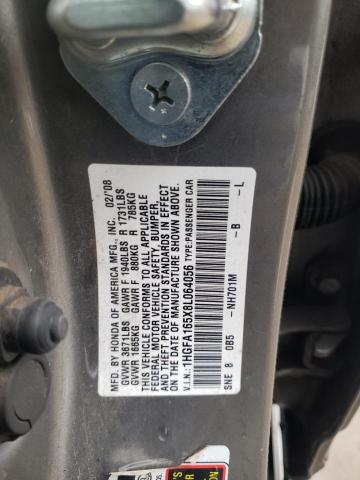 MFD. BY HONDA OF AMERICA MFG., INC. 02/'08
GVWR 3671LBS GAWR F 1940LBS R 1731LBS
GVWR 1665KG GAWR F 880KG R 785KG
THIS VEHICLE CONFORMS TO ALL APPLICABLE
FEDERAL MOTOR VEHICLE SAFETY, BUMPER,
AND THEFT PREVENTION STANDARDS IN EFFECT
ON THE DATE OF MANUFACTURE SHOWN ABOVE.
V.I.N.: 1HGFA165X8L064056 TYPE:PASSENGER CAR
SNE 8 UB5 -NH701M -B -L